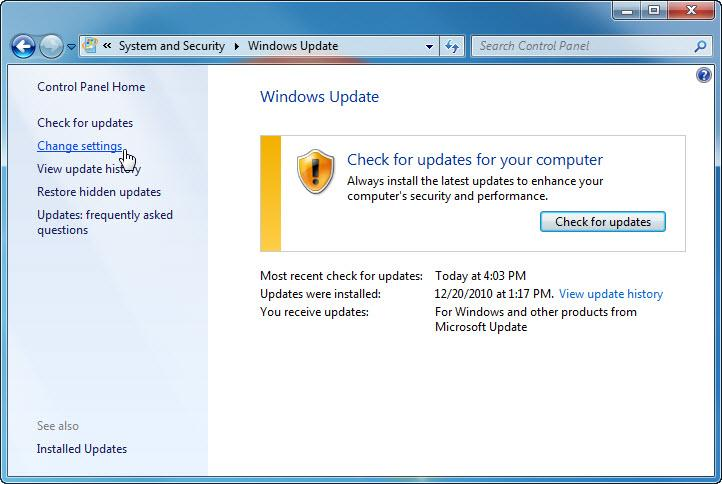 « System and Security Windows Update
Search Control Panel
Control Panel Home
Check for updates
Change settings
View update history
Restore hidden updates
Updates: frequently asked
questions
See also
Installed Updates
Windows Update
Check for updates for your computer
Always install the latest updates to enhance your
computer's security and performance.
Check for updates
Most recent check for updates: Today at 4:03 PM
Updates were installed: 12/20/2010 at 1:17 PM. View update history
You receive updates: For Windows and other products from
Microsoft Update